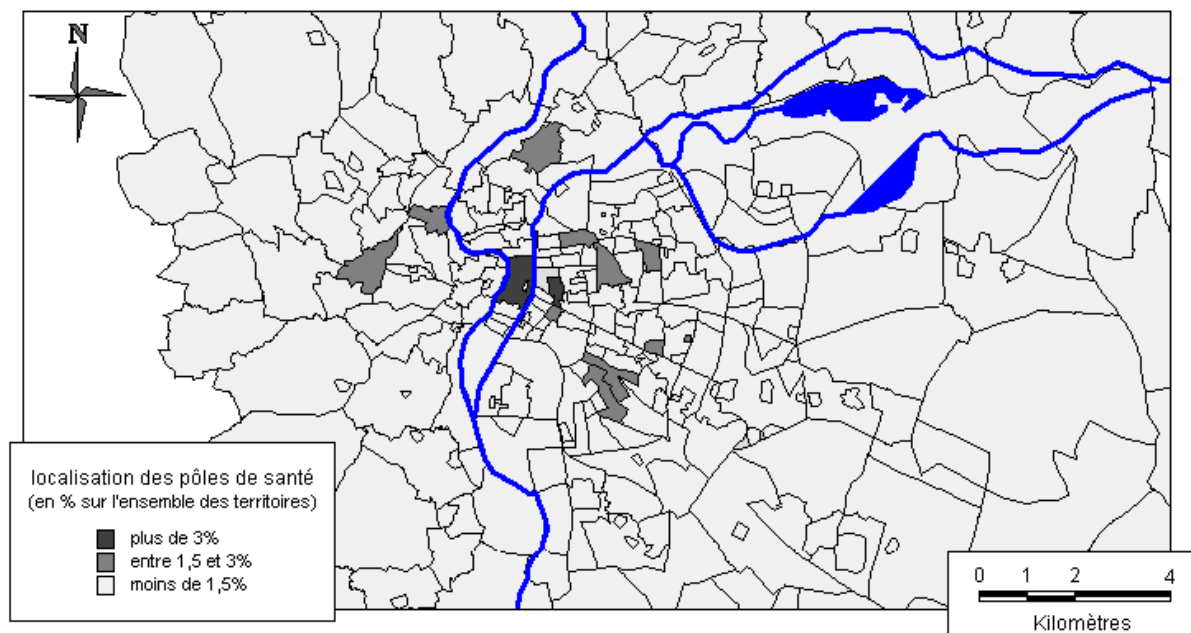 N
localisation des pôles de santé
(en % sur l'ensemble des territoires)
plus de 3%
entre 1,5 et 3%
moins de 1,5%
0 1 2 4
Kilomètres